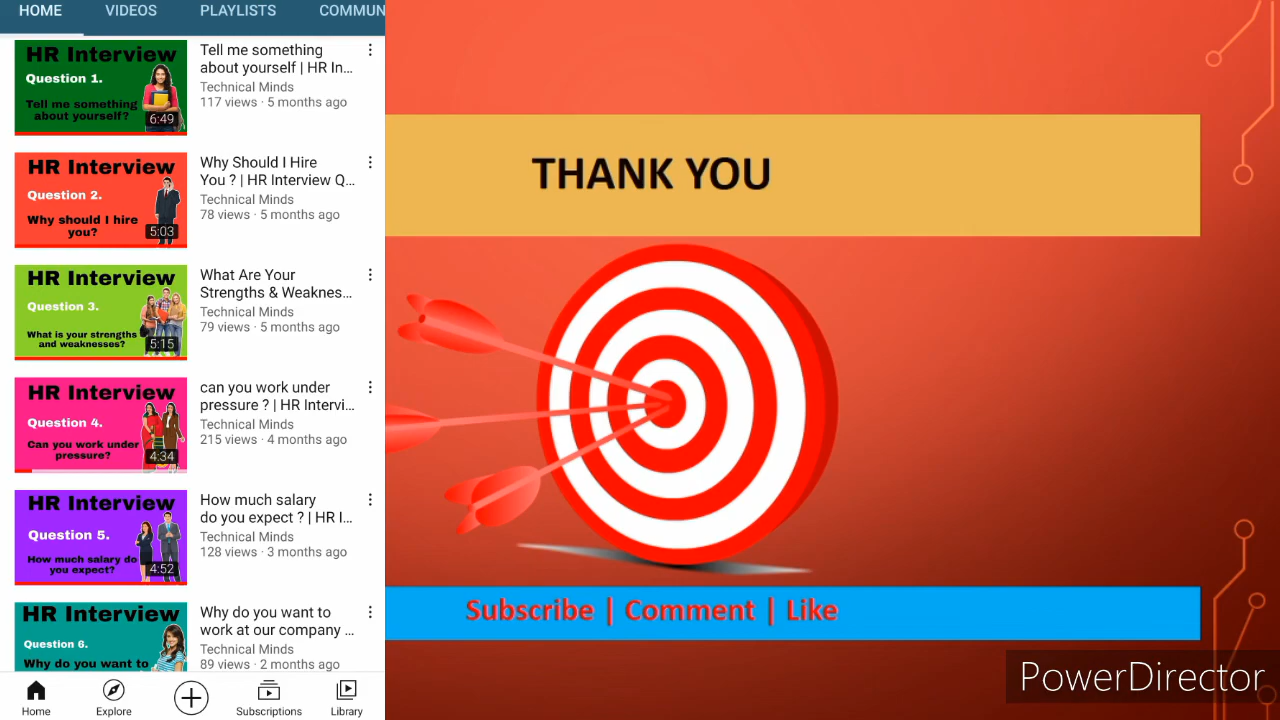 HOME VIDEOS PLAYLISTS COMMUN
HR Interview
Question 1.
Tell me something
about yourself?
6:49
Tell me something
about yourself | HR In...
Technical Minds
117 views · 5 months ago
HR Interview
Question 2.
Why should I hire
you?
5:03
Why Should I Hire
You ? | HR Interview Q...
Technical Minds
78 views · 5 months ago
HR Interview
Question 3.
What is your strengths
and weaknesses?
5:15
What Are Your
Strengths & Weaknes...
Technical Minds
79 views · 5 months ago
HR Interview
Question 4.
Can you work under
pressure?
4:34
can you work under
pressure ? | HR Intervi...
Technical Minds
215 views · 4 months ago
HR Interview
Question 5.
How much salary do
you expect?
4:52
How much salary
do you expect ? | HR I...
Technical Minds
128 views · 3 months ago
HR Interview
Question 6.
Why do you want to
Why do you want to
work at our company ...
Technical Minds
89 views · 2 months ago
Home Explore Subscriptions Library
THANK YOU
Subscribe | Comment | Like
PowerDirector